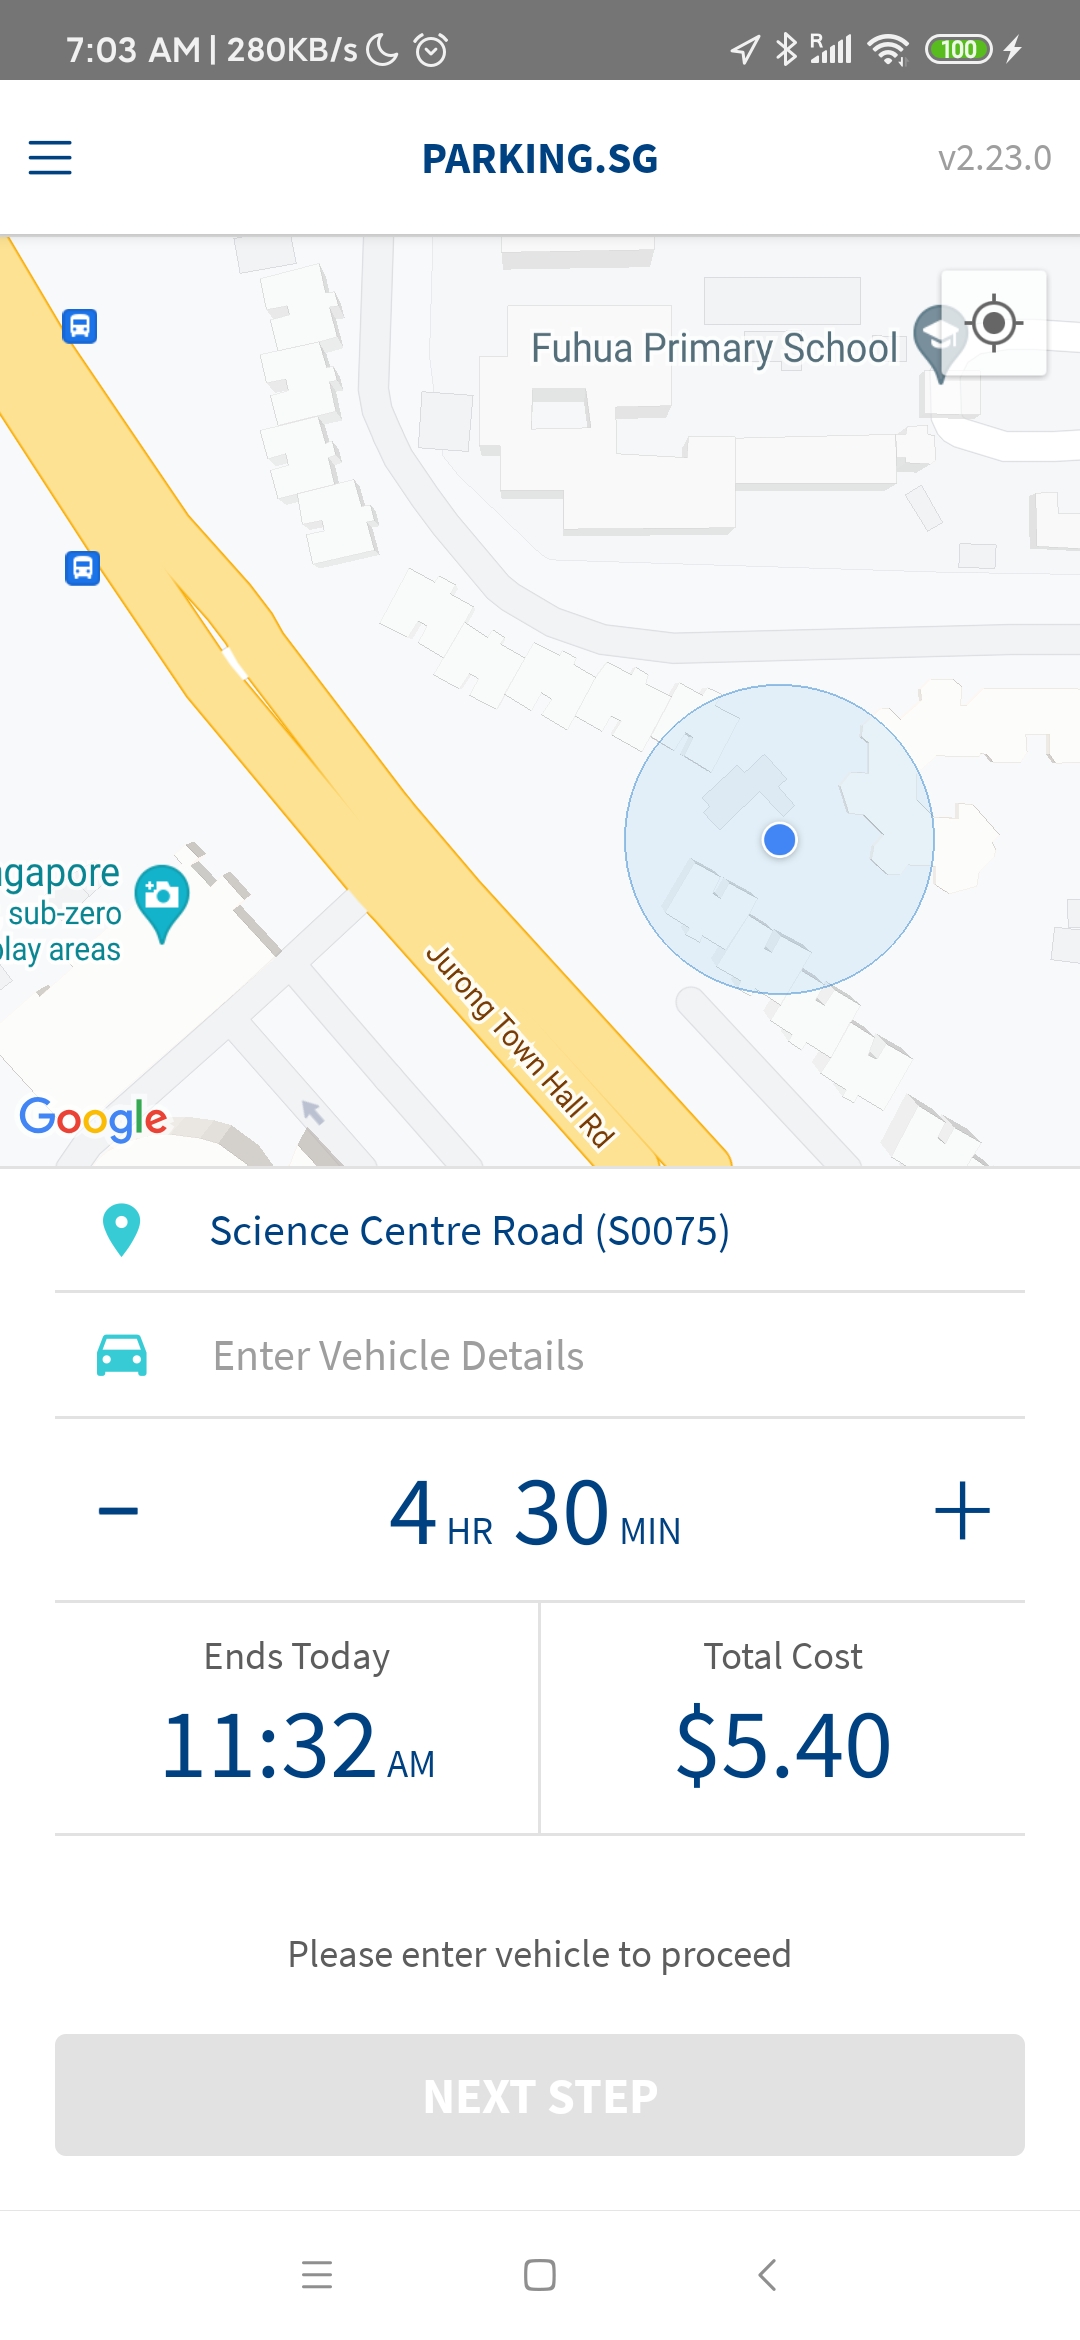 7:03 AM | 280KB/s
R
100
PARKING.SG
v2.23.0
Fuhua Primary School
ngapore
sub-zero
play areas
Jurong Town Hall Rd
Google
Science Centre Road (S0075)
Enter Vehicle Details
− 4 HR 30 MIN +
Ends Today
11:32 AM
Total Cost
$5.40
Please enter vehicle to proceed
NEXT STEP